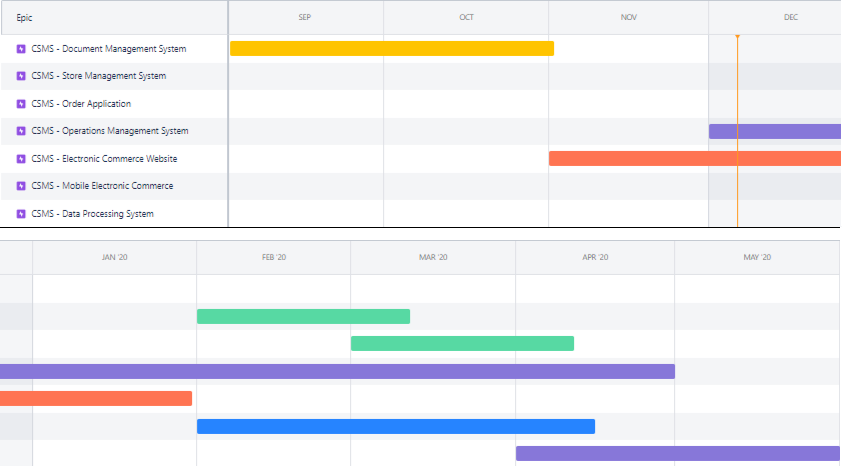 Epic SEP OCT NOV DEC
CSMS - Document Management System
CSMS - Store Management System
CSMS - Order Application
CSMS - Operations Management System
CSMS - Electronic Commerce Website
CSMS - Mobile Electronic Commerce
CSMS - Data Processing System
JAN '20 FEB '20 MAR '20 APR '20 MAY '20